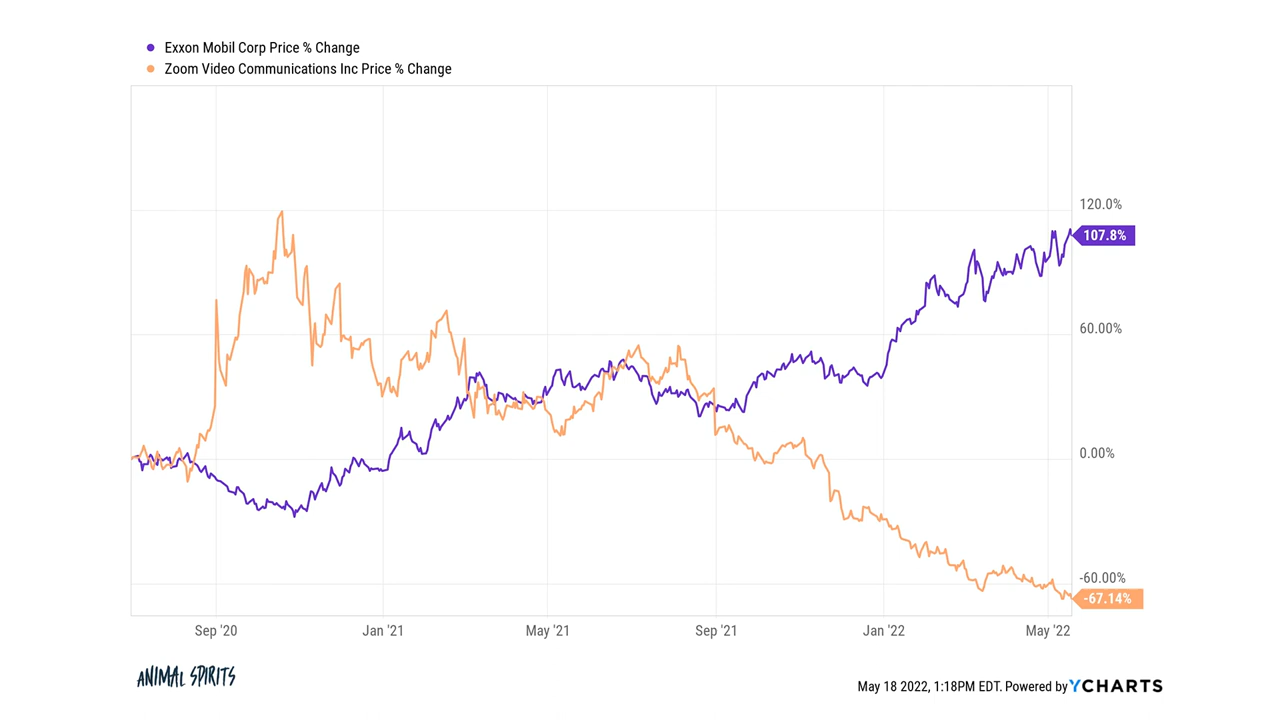 Exxon Mobil Corp Price % Change
Zoom Video Communications Inc Price % Change
120.0%
107.8%
60.00%
0.00%
-60.00%
-67.14%
Sep '20
Jan '21
May '21
Sep '21
Jan '22
May '22
ANIMAL SPIRITS
May 18 2022, 1:18PM EDT. Powered by YCHARTS